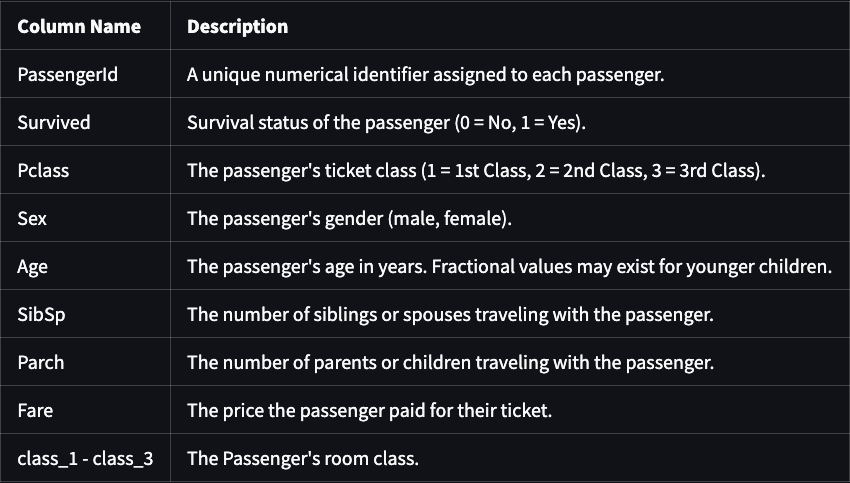 Column Name Description
PassengerId A unique numerical identifier assigned to each passenger.
Survived Survival status of the passenger (0 = No, 1 = Yes).
Pclass The passenger's ticket class (1 = 1st Class, 2 = 2nd Class, 3 = 3rd Class).
Sex The passenger's gender (male, female).
Age The passenger's age in years. Fractional values may exist for younger children.
SibSp The number of siblings or spouses traveling with the passenger.
Parch The number of parents or children traveling with the passenger.
Fare The price the passenger paid for their ticket.
class_1 - class_3 The Passenger's room class.